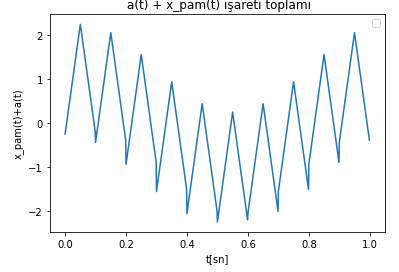 a(t) + x_pam(t) işareti toplamı
x_pam(t)+a(t)
2
1
0
−1
−2
0.0 0.2 0.4 0.6 0.8 1.0
t[sn]